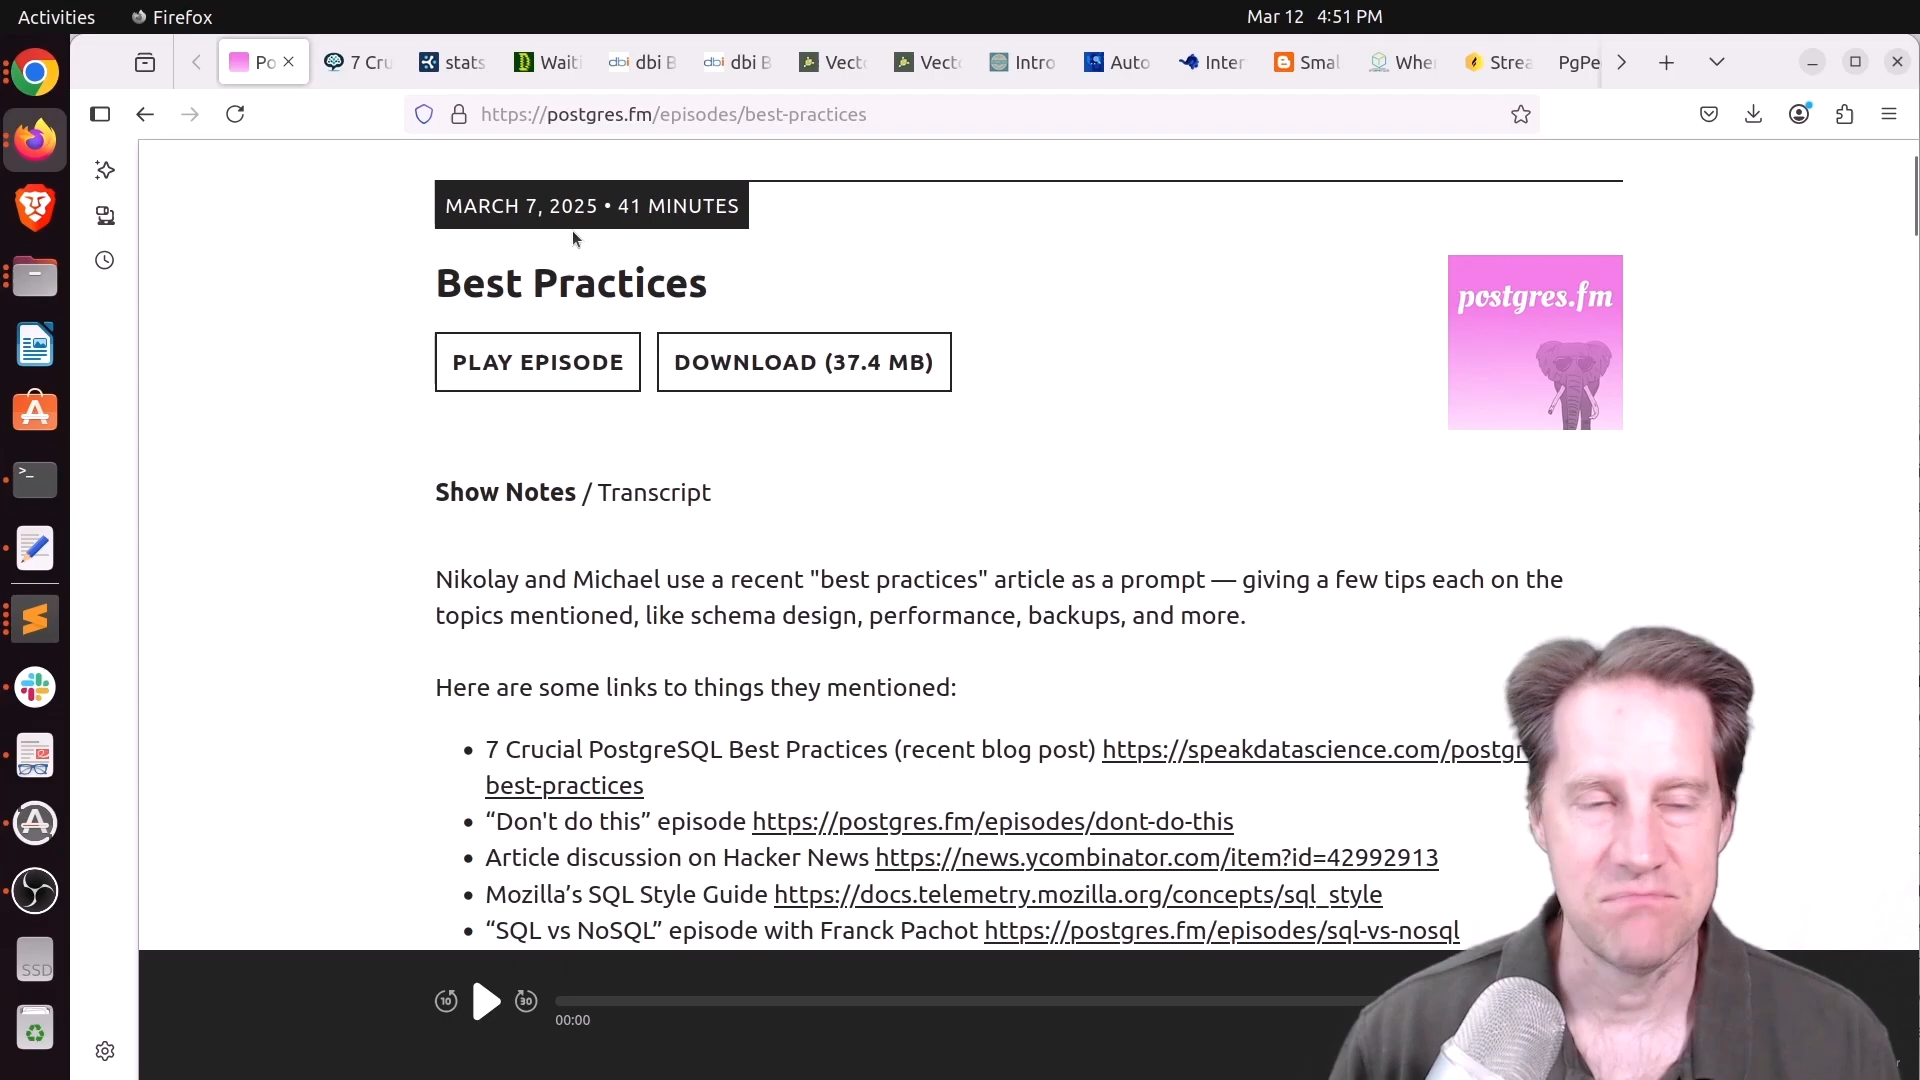 Activities
Firefox
Mar 12 4:51 PM
Po
7 Cru
stats
Waiti
dbi dbi B
dbi dbi B
Vect
Vect
Intro
Auto
Inter
Smal
Whe
Strea
PgPe
https://postgres.fm/episodes/best-practices
MARCH 7, 2025 • 41 MINUTES
Best Practices
postgres.fm
PLAY EPISODE
DOWNLOAD (37.4 MB)
Show Notes / Transcript
Nikolay and Michael use a recent "best practices" article as a prompt — giving a few tips each on the
topics mentioned, like schema design, performance, backups, and more.
Here are some links to things they mentioned:
• 7 Crucial PostgreSQL Best Practices (recent blog post) https://speakdatascience.com/postgr
best-practices
• “Don't do this” episode https://postgres.fm/episodes/dont-do-this
• Article discussion on Hacker News https://news.ycombinator.com/item?id=42992913
• Mozilla’s SQL Style Guide https://docs.telemetry.mozilla.org/concepts/sql_style
• “SQL vs NoSQL” episode with Franck Pachot https://postgres.fm/episodes/sql-vs-nosql
SSD
10
30
00:00